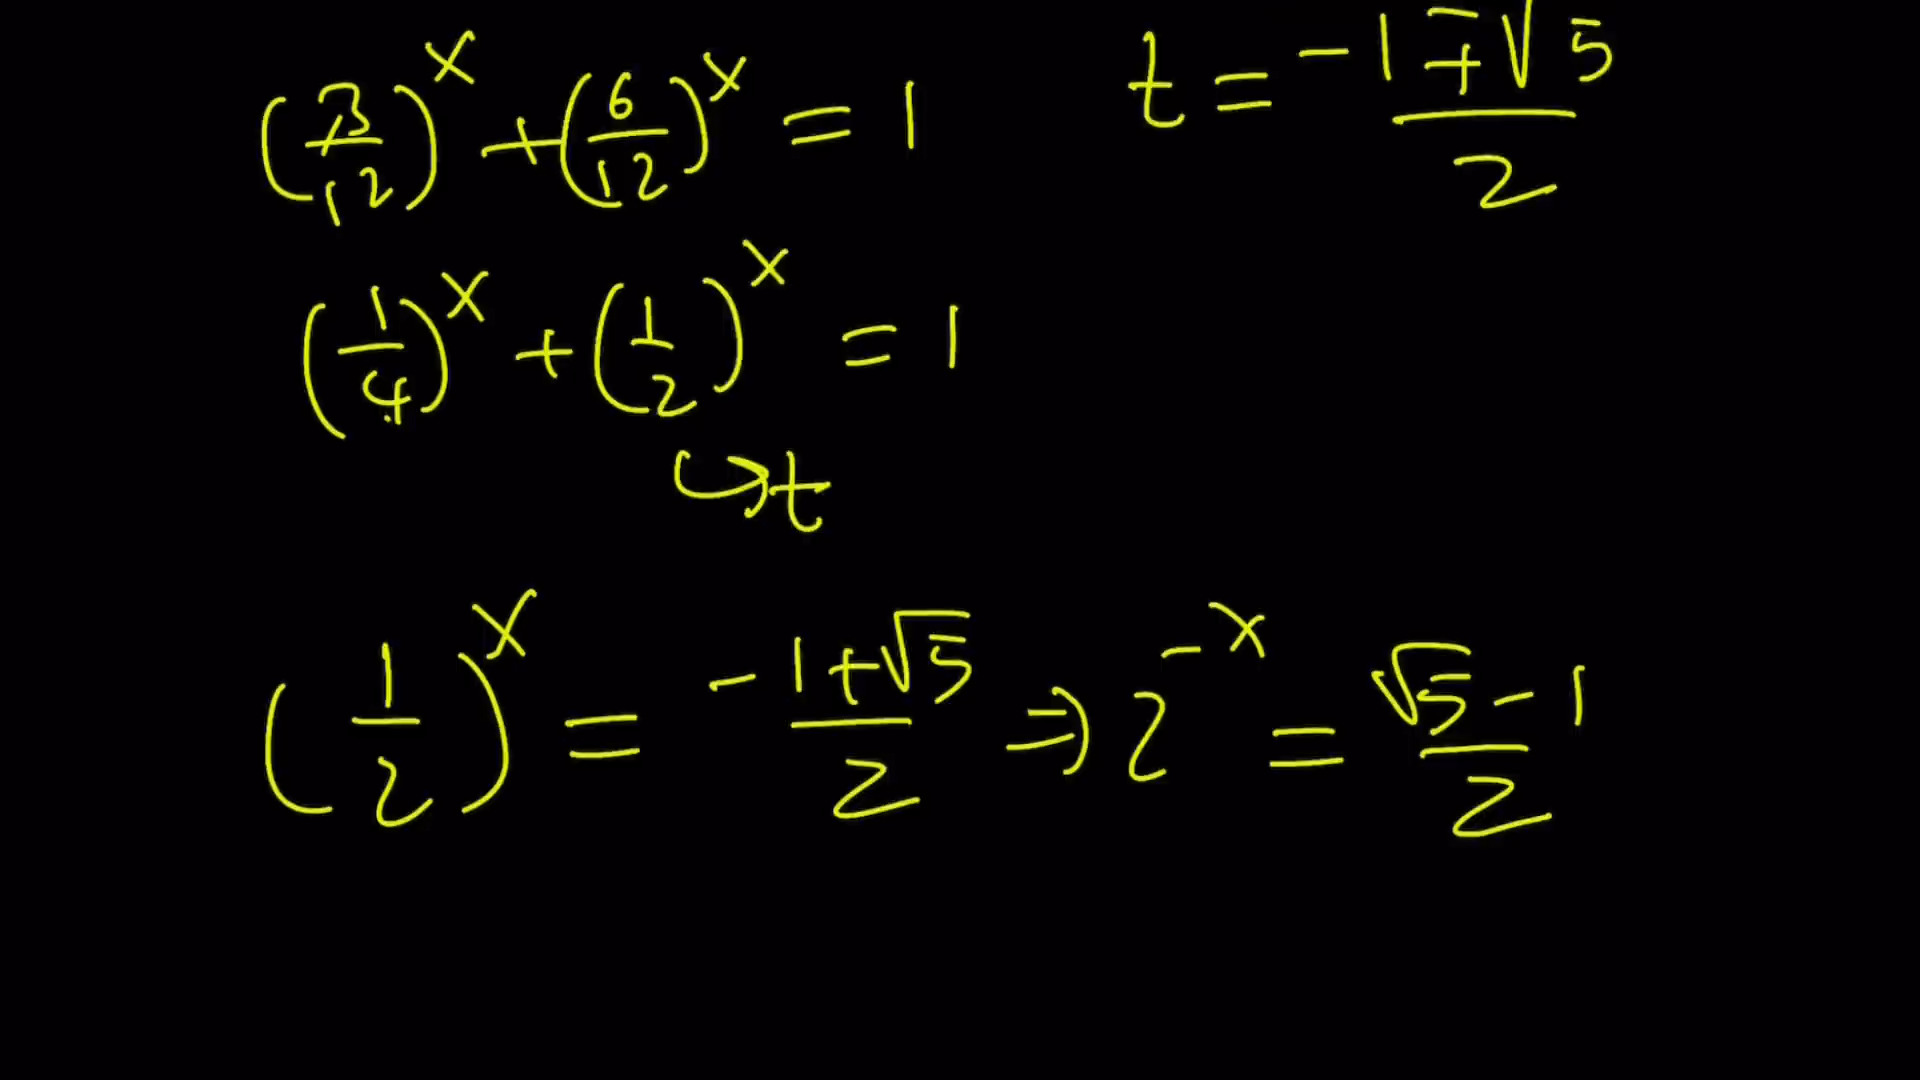 (3/12)^x + (6/12)^x = 1
t = (-1 ∓ √5)/2
(1/4)^x + (1/2)^x = 1
↪ t
(1/2)^x = (-1+√5)/2 ⇒ 2^-x = (√5-1)/2